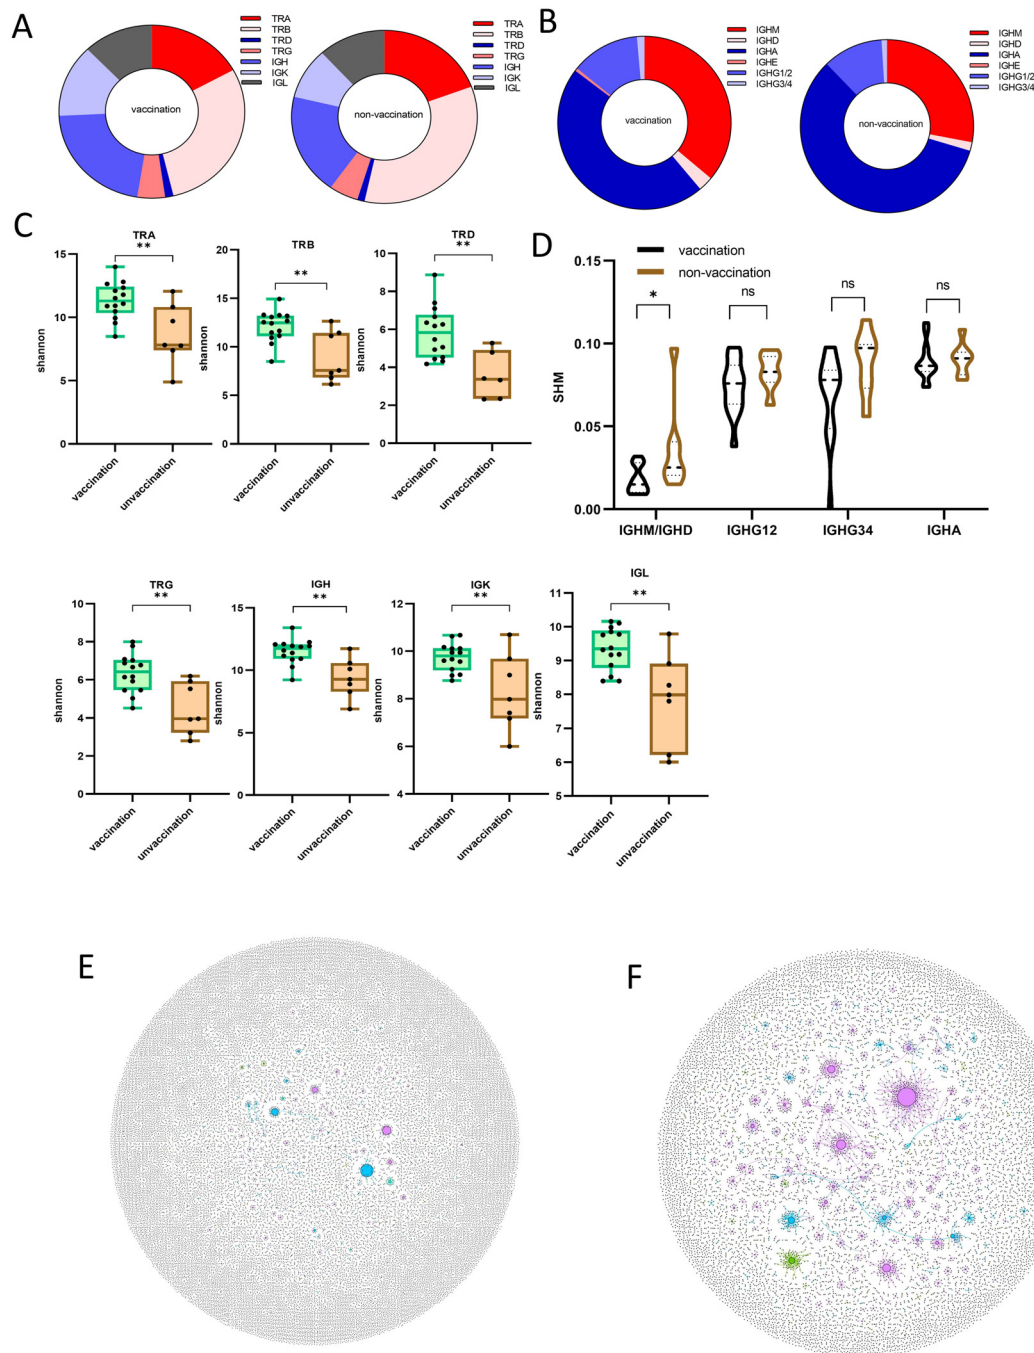 A
vaccination
TRA
TRB
TRD
TRG
IGH
IGK
IGL
non-vaccination
TRA
TRB
TRD
TRG
IGH
IGK
IGL
B
vaccination
IGHM
IGHD
IGHA
IGHE
IGHG1/2
IGHG3/4
non-vaccination
IGHM
IGHD
IGHA
IGHE
IGHG1/2
IGHG3/4
C
TRA
**
15
10
5
0
shannon
vaccination
unvaccination
TRB
**
20
15
10
5
0
shannon
vaccination
unvaccination
TRD
**
10
8
6
4
2
0
shannon
vaccination
unvaccination
D
vaccination
non-vaccination
0.15
0.10
0.05
0.00
SHM
*
ns
ns
ns
IGHM/IGHD
IGHG12
IGHG34
IGHA
TRG
**
10
8
6
4
2
0
shannon
vaccination
unvaccination
IGH
**
15
10
5
0
shannon
vaccination
unvaccination
IGK
**
12
10
8
6
4
shannon
vaccination
unvaccination
IGL
**
11
10
9
8
7
6
5
shannon
vaccination
unvaccination
E
F